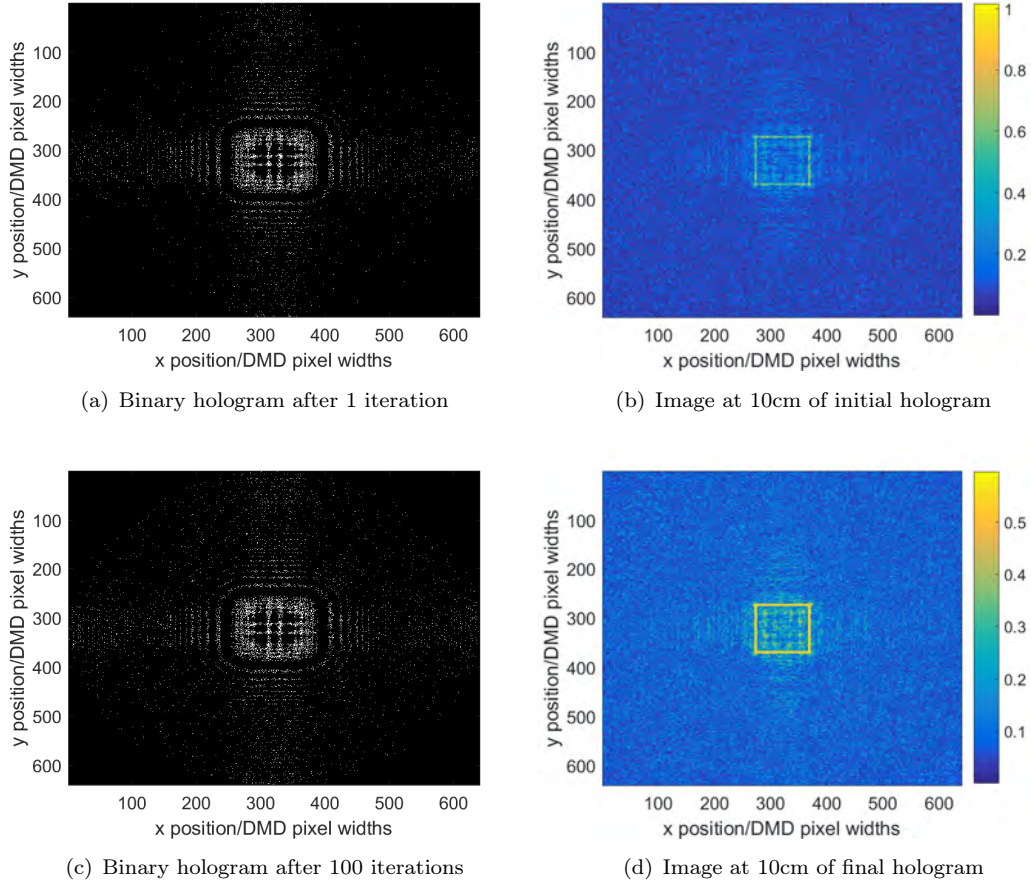 100
200
300
400
500
600
y position/DMD pixel widths
100 200 300 400 500 600
x position/DMD pixel widths
(a) Binary hologram after 1 iteration
100
200
300
400
500
600
y position/DMD pixel widths
100 200 300 400 500 600
x position/DMD pixel widths
1
0.8
0.6
0.4
0.2
(b) Image at 10cm of initial hologram
100
200
300
400
500
600
y position/DMD pixel widths
100 200 300 400 500 600
x position/DMD pixel widths
(c) Binary hologram after 100 iterations
100
200
300
400
500
600
y position/DMD pixel widths
100 200 300 400 500 600
x position/DMD pixel widths
0.5
0.4
0.3
0.2
0.1
(d) Image at 10cm of final hologram